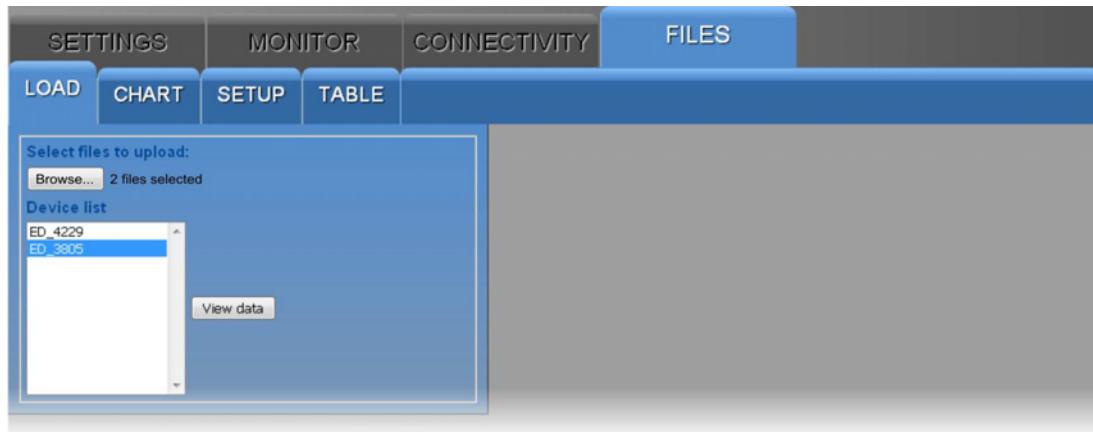 SETTINGS MONITOR CONNECTIVITY FILES
LOAD CHART SETUP TABLE
Select files to upload:
Browse... 2 files selected
Device list
ED_4229
ED_3805
View data